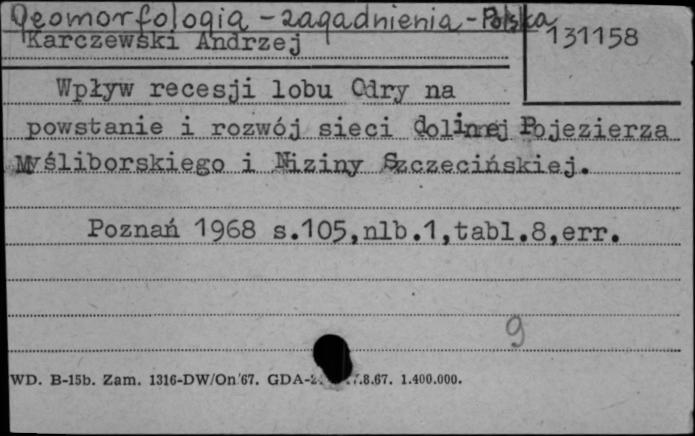 Geomorfologia - zagadnienia - Polska
Karczewski Andrzej
131158
Wpływ recesji lobu Odry na
powstanie i rozwój sieci dolinnej Pojezierza
Myśliborskiego i Niziny Szczecińskiej.
Poznań 1968 s.105,nlb.1,tabl.8,err.
9
WD. B-15b. Zam. 1316-DW/On/67. GDA- .8.67. 1.400.000.